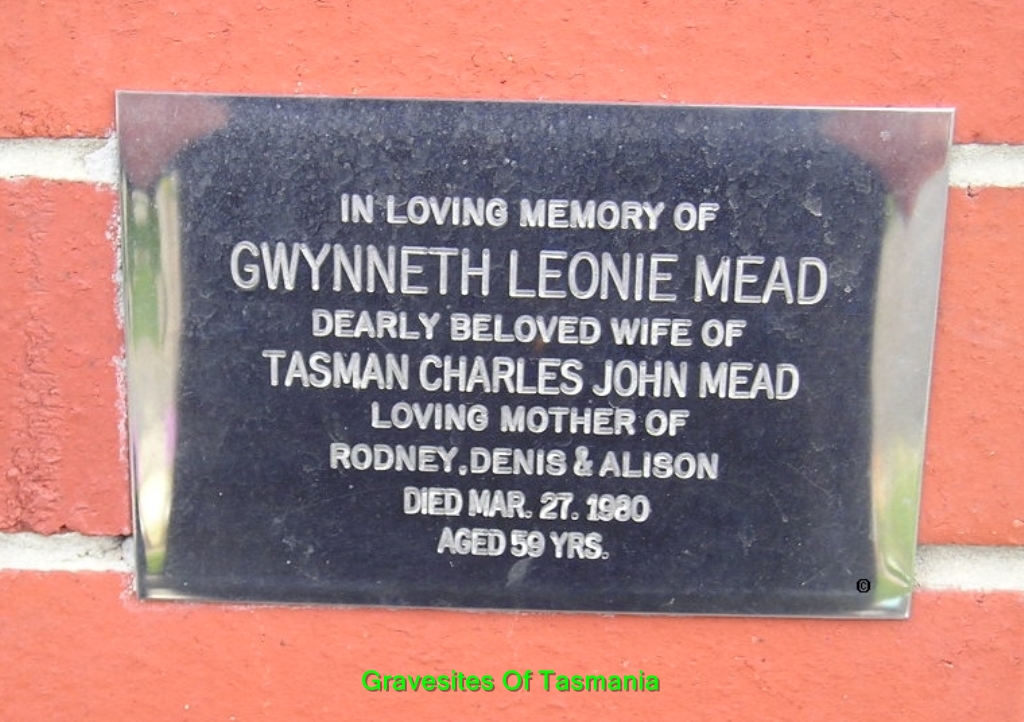 IN LOVING MEMORY OF
GWYNNETH LEONIE MEAD
DEARLY BELOVED WIFE OF
TASMAN CHARLES JOHN MEAD
LOVING MOTHER OF
RODNEY, DENIS & ALISON
DIED MAR. 27. 1980
AGED 59 YRS.
©
Gravesites Of Tasmania